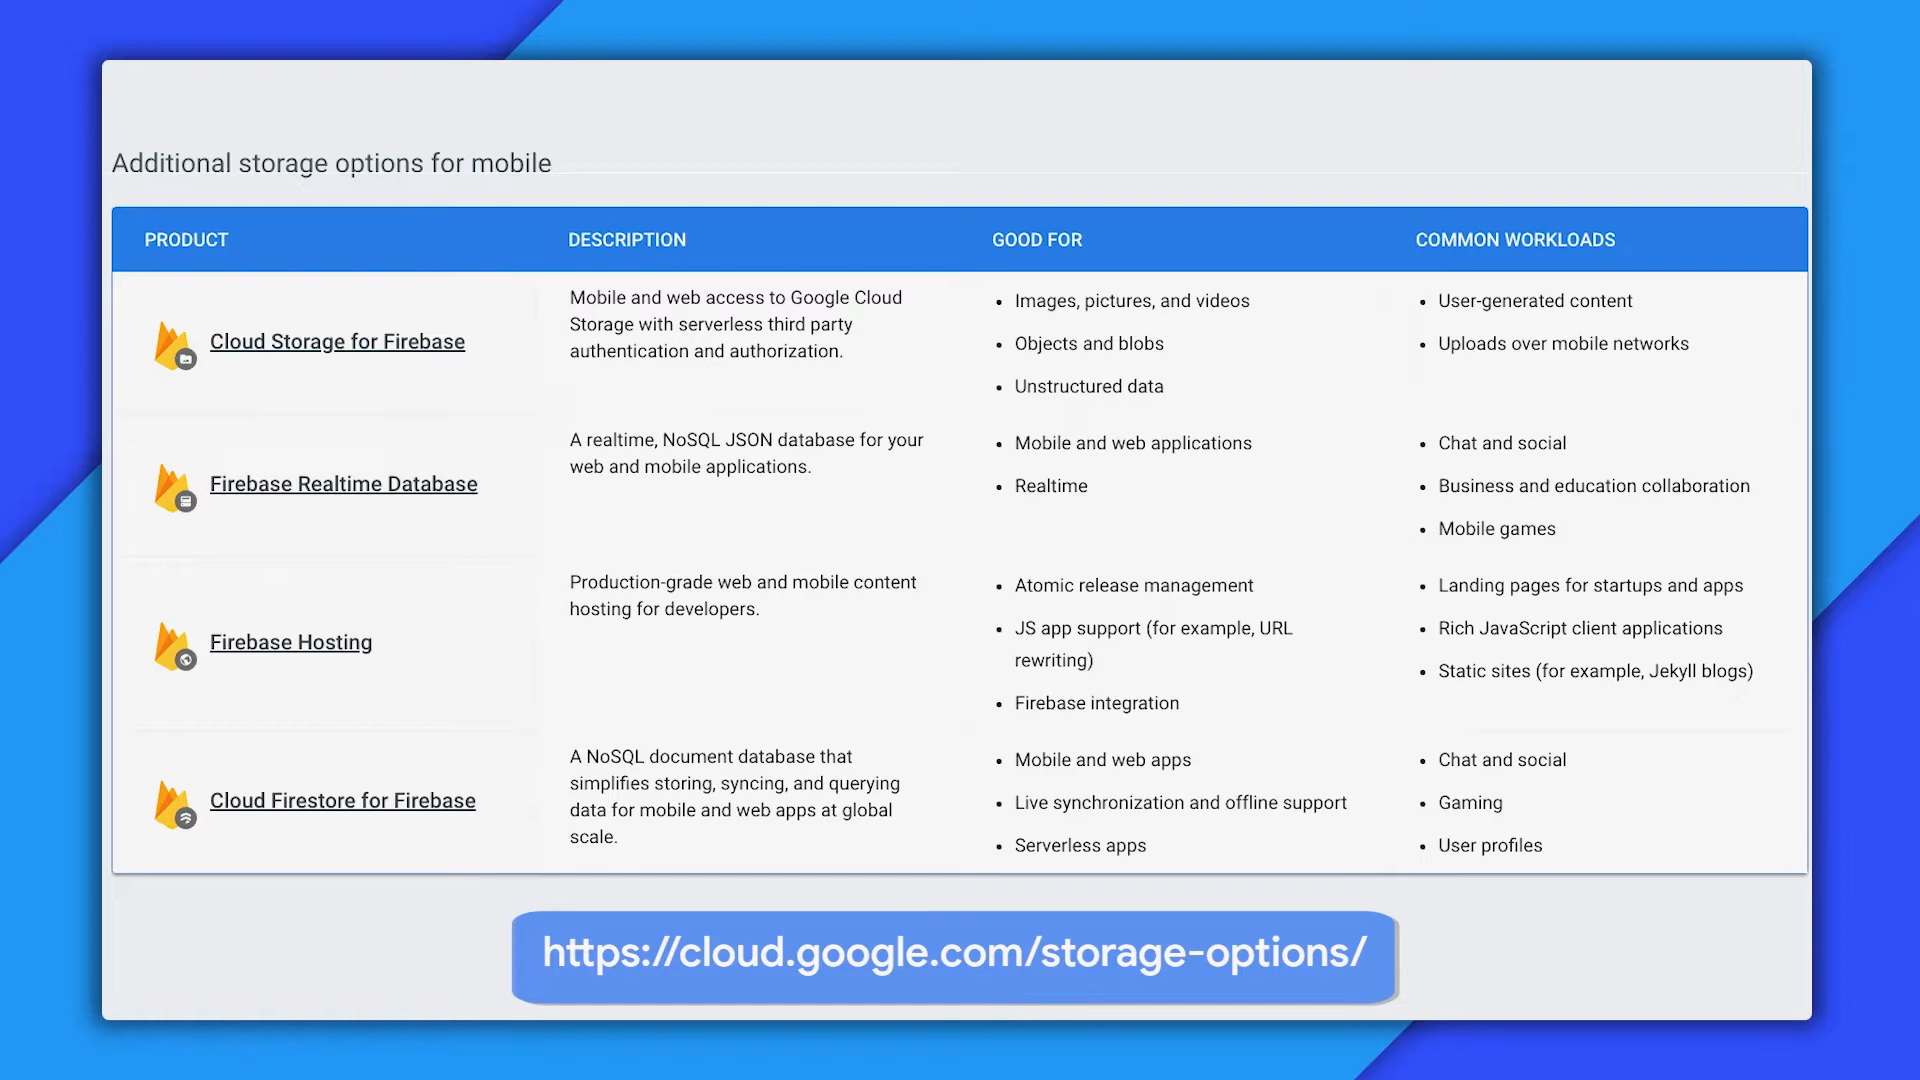 Additional storage options for mobile
PRODUCT
DESCRIPTION
GOOD FOR
COMMON WORKLOADS
Cloud Storage for Firebase
Mobile and web access to Google Cloud
Storage with serverless third party
authentication and authorization.
Images, pictures, and videos
Objects and blobs
Unstructured data
User-generated content
Uploads over mobile networks
Firebase Realtime Database
A realtime, NoSQL JSON database for your
web and mobile applications.
Mobile and web applications
Realtime
Chat and social
Business and education collaboration
Mobile games
Firebase Hosting
Production-grade web and mobile content
hosting for developers.
Atomic release management
JS app support (for example, URL
rewriting)
Firebase integration
Landing pages for startups and apps
Rich JavaScript client applications
Static sites (for example, Jekyll blogs)
Cloud Firestore for Firebase
A NoSQL document database that
simplifies storing, syncing, and querying
data for mobile and web apps at global
scale.
Mobile and web apps
Live synchronization and offline support
Serverless apps
Chat and social
Gaming
User profiles
https://cloud.google.com/storage-options/